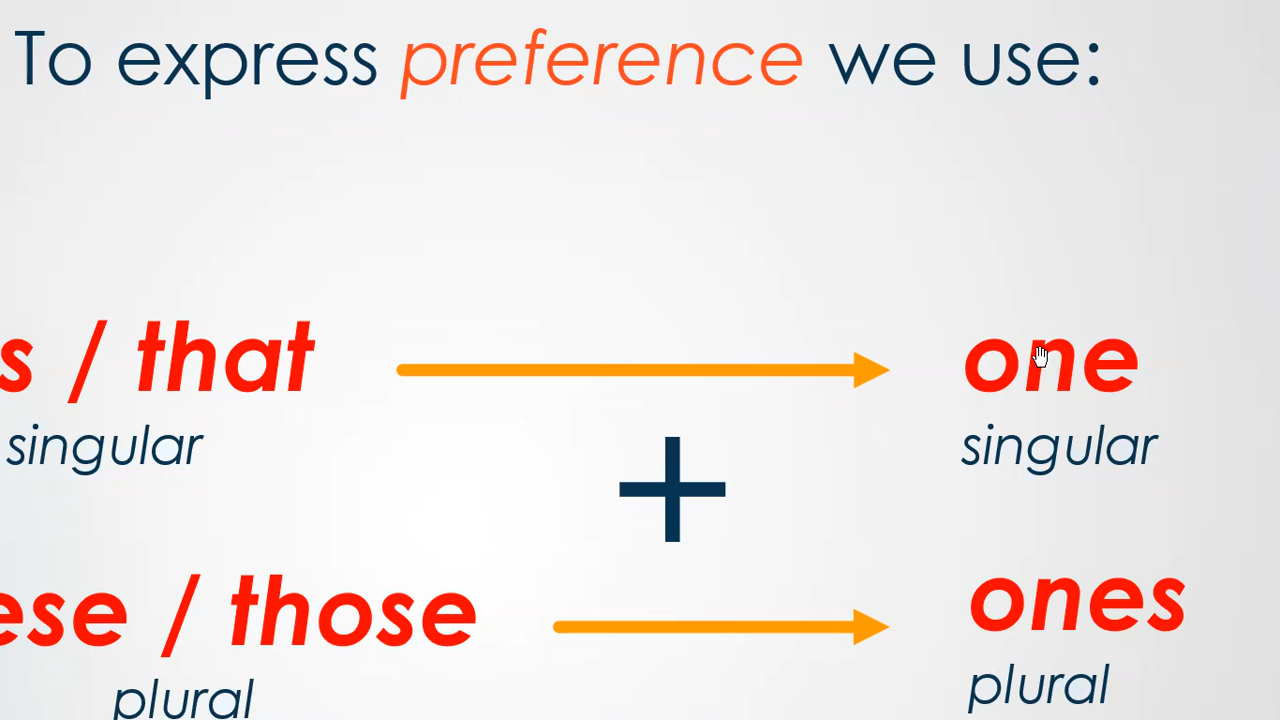 To express preference we use:
s / that
one
singular
singular
+
ese / those
ones
plural
plural